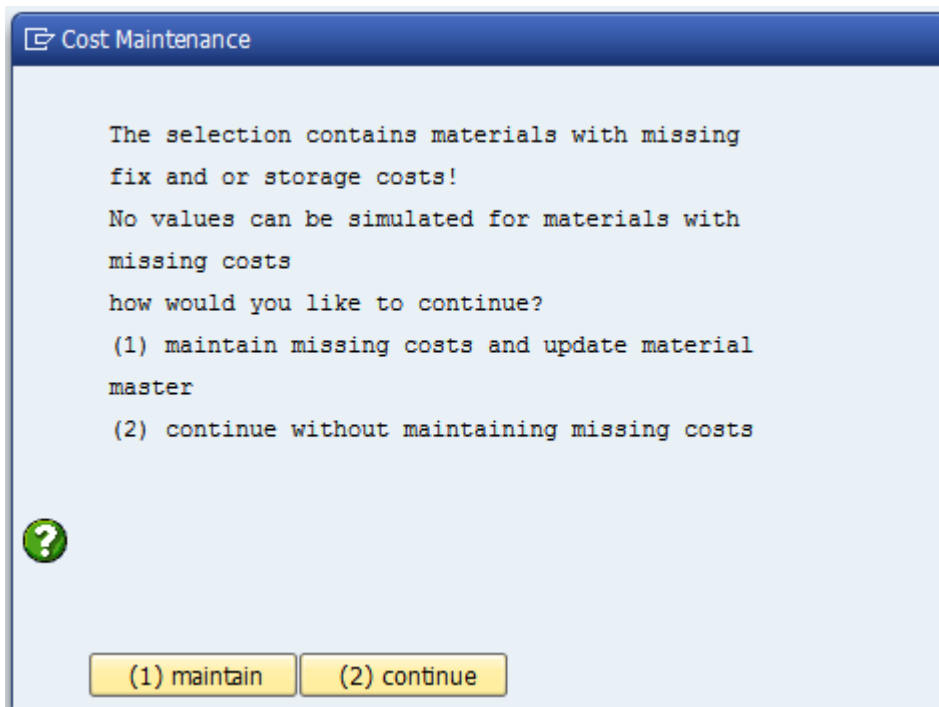 Cost Maintenance
The selection contains materials with missing
fix and or storage costs!
No values can be simulated for materials with
missing costs
how would you like to continue?
(1) maintain missing costs and update material
master
(2) continue without maintaining missing costs
(1) maintain (2) continue